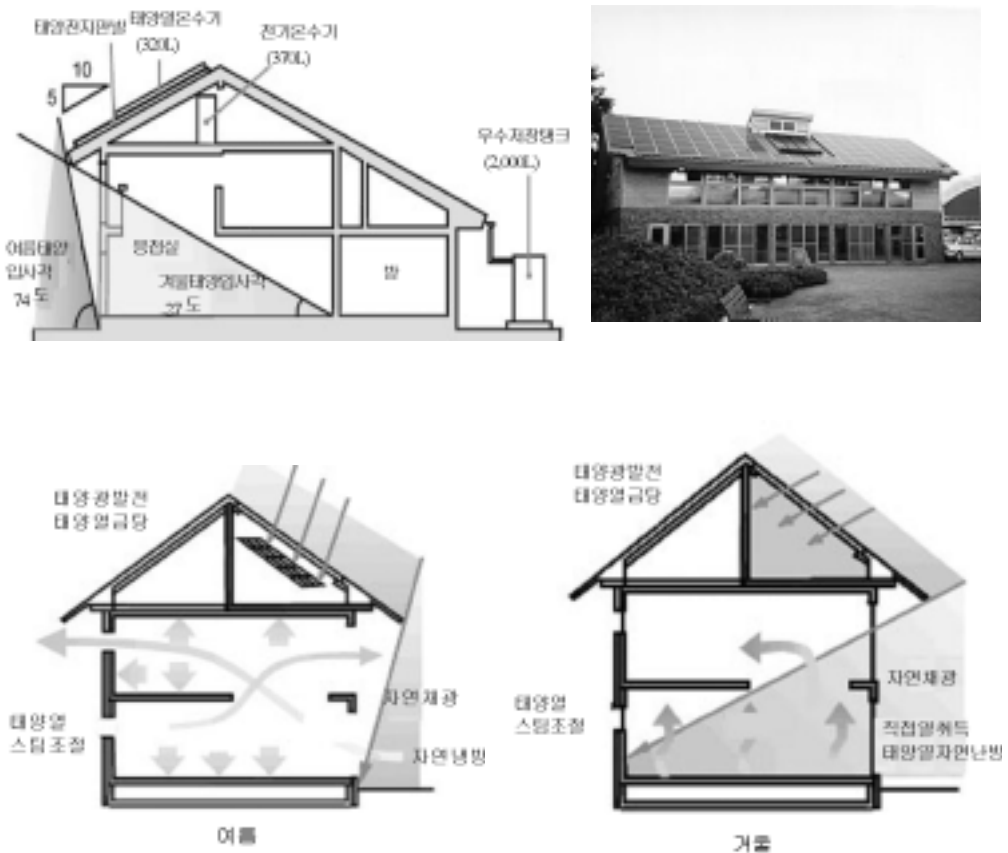 태양전지판넬
태양열온수기
(320L)
전기온수기
(370L)
10
5
우수저장탱크
(2,000L)
여름태양
입사각
74 도
응접실
겨울태양입사각
27 도
방
태양광발전
태양열급탕
자연채광
태양열
스팀조절
자연냉방
여름
태양광발전
태양열급탕
자연채광
태양열
스팀조절
직접열취득
태양열자연난방
겨울